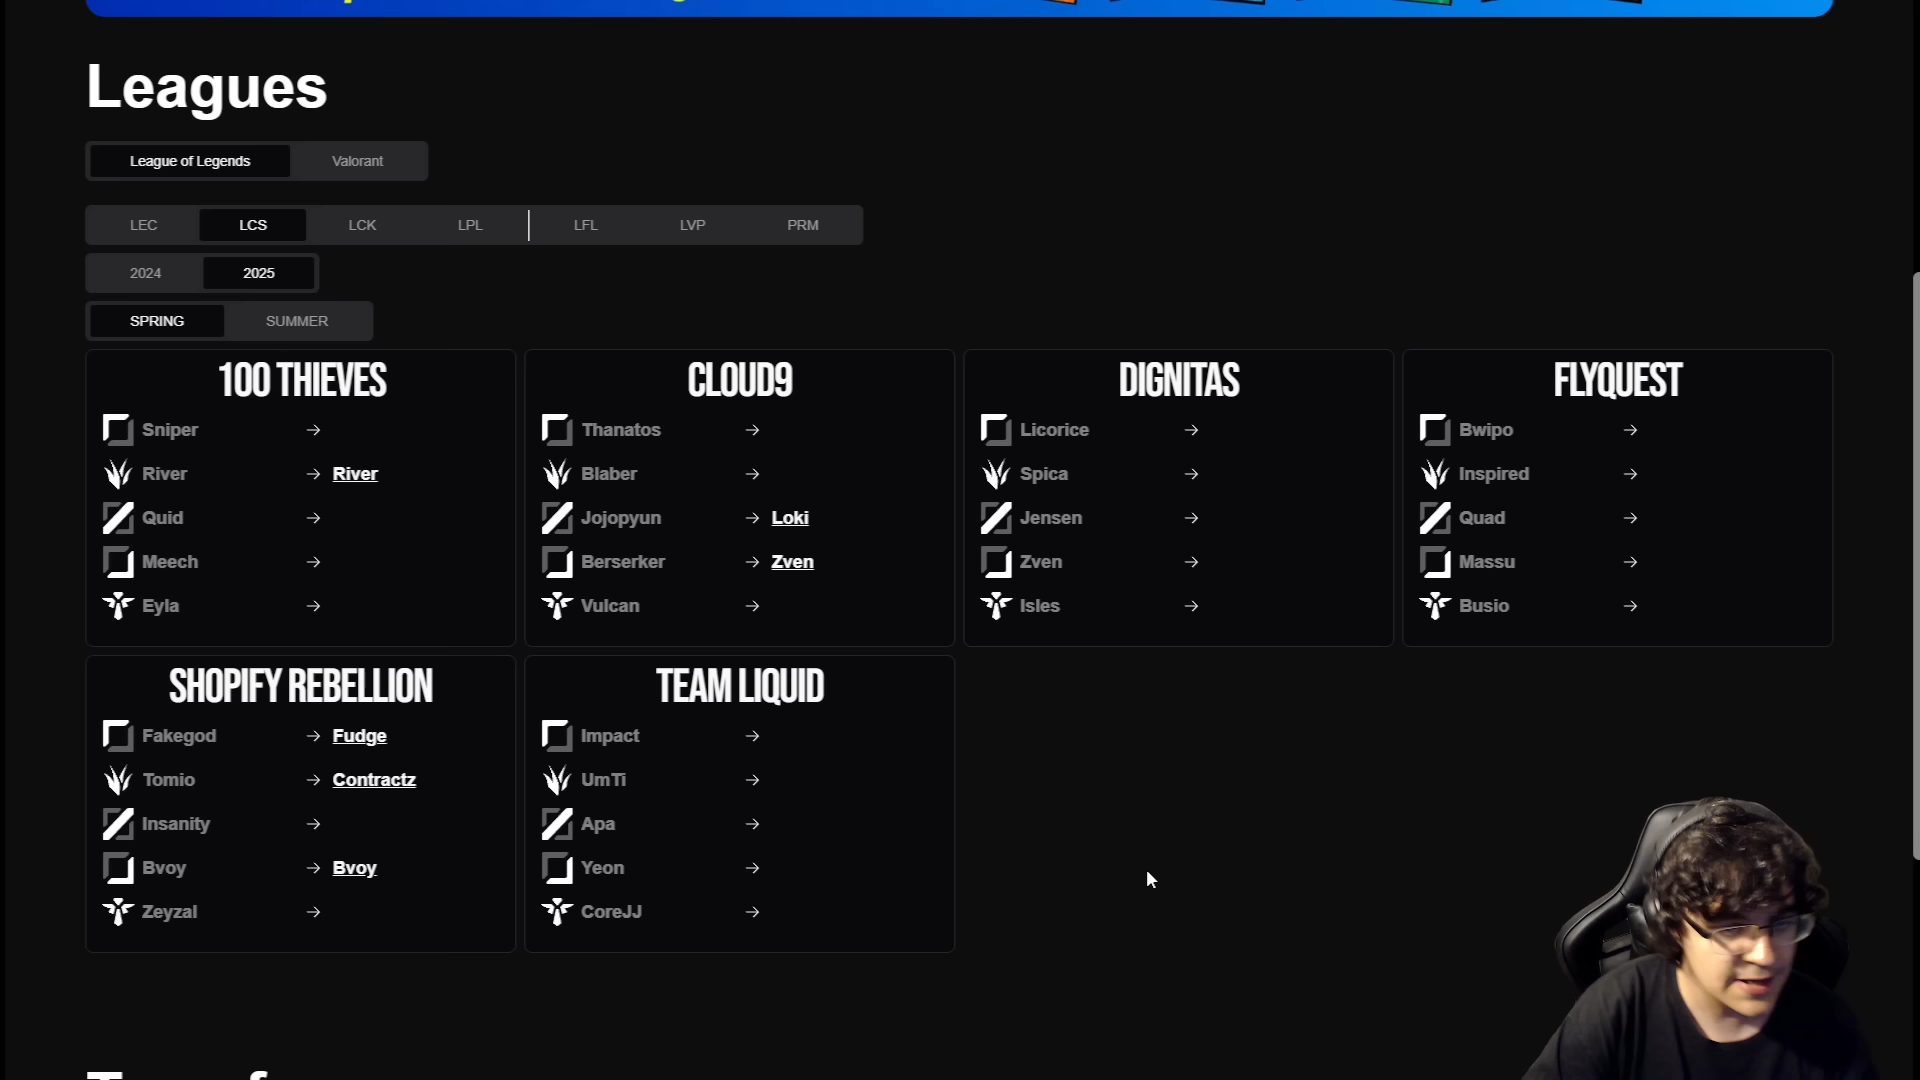 Leagues
League of Legends Valorant
LEC LCS LCK LPL LFL LVP PRM
2024 2025
SPRING SUMMER
100 THIEVES
Sniper →
River → River
Quid →
Meech →
Eyla →
CLOUD9
Thanatos →
Blaber →
Jojopyun → Loki
Berserker → Zven
Vulcan →
DIGNITAS
Licorice →
Spica →
Jensen →
Zven →
Isles →
FLYQUEST
Bwipo →
Inspired →
Quad →
Massu →
Busio →
SHOPIFY REBELLION
Fakegod → Fudge
Tomio → Contractz
Insanity →
Bvoy → Bvoy
Zeyzal →
TEAM LIQUID
Impact →
UmTi →
Apa →
Yeon →
CoreJJ →